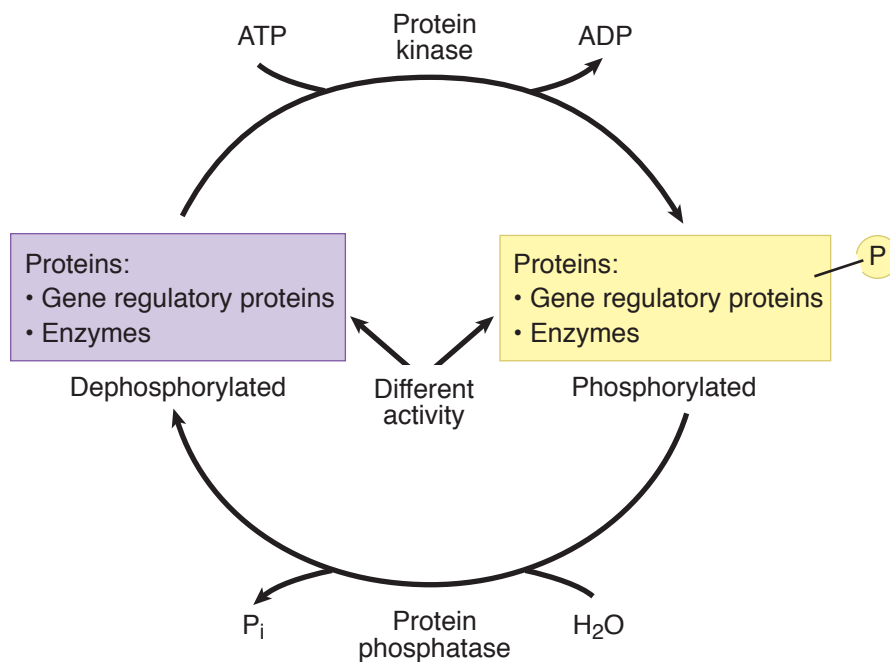 ATP
Protein
kinase
ADP
Proteins:
• Gene regulatory proteins
• Enzymes
Dephosphorylated
Different
activity
Proteins:
• Gene regulatory proteins
• Enzymes
P
Phosphorylated
Pi
Protein
phosphatase
H2O